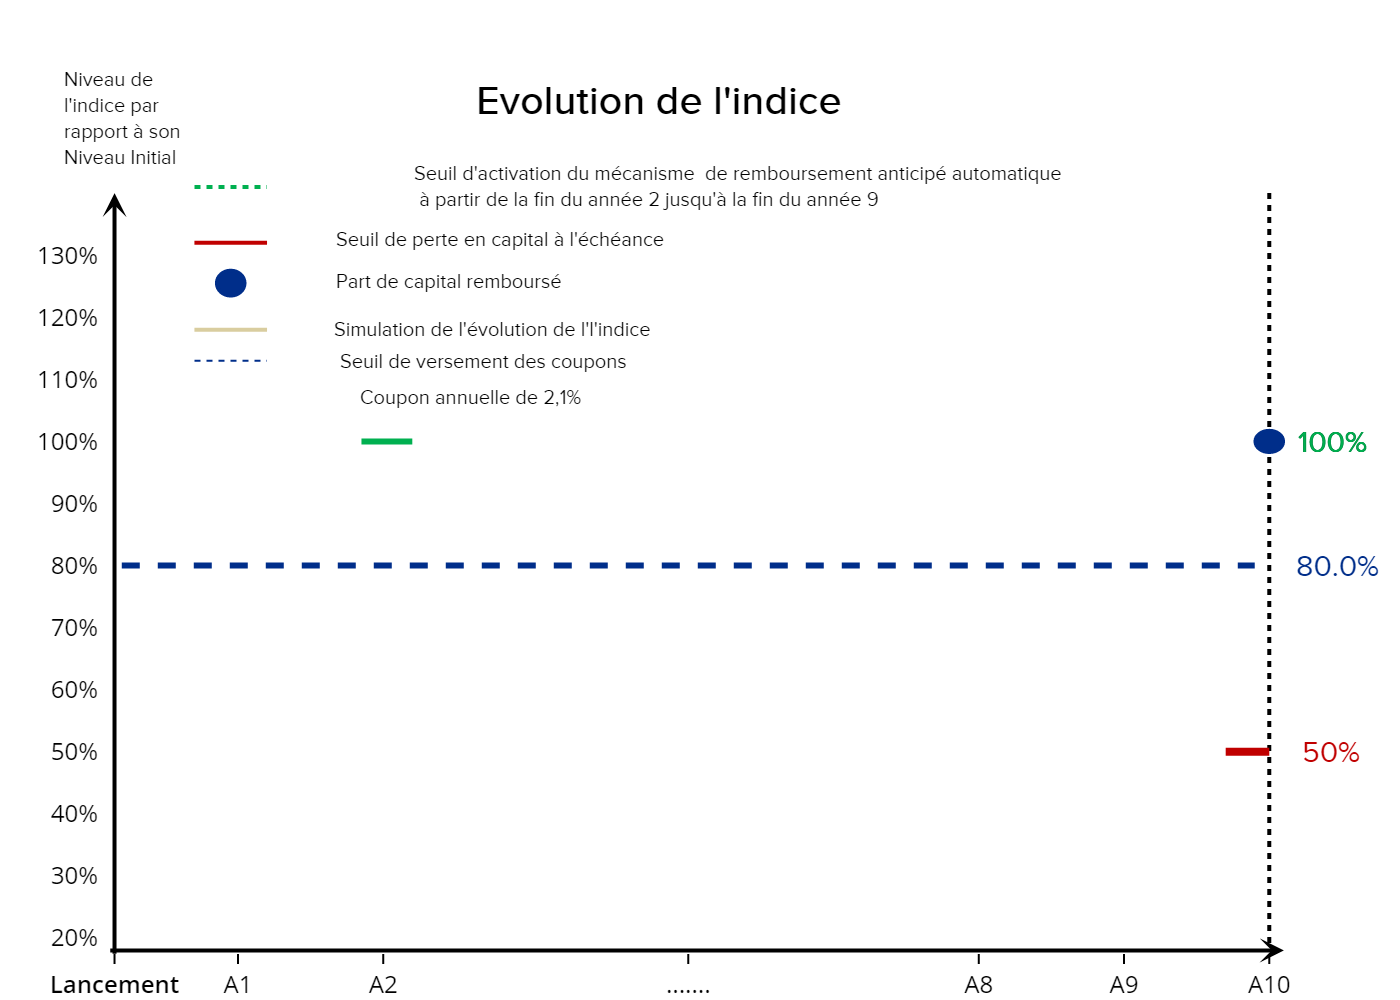 Niveau de
l'indice par
rapport à son
Niveau Initial
Evolution de l'indice
Seuil d'activation du mécanisme  de remboursement anticipé automatique
à partir de la fin du année 2 jusqu'à la fin du année 9
Seuil de perte en capital à l'échéance
Part de capital remboursé
Simulation de l'évolution de l'l'indice
Seuil de versement des coupons
Coupon annuelle de 2,1%
130%
120%
110%
100%
90%
80%
70%
60%
50%
40%
30%
20%
100%
80.0%
50%
Lancement A1 A2 ....... A8 A9 A10